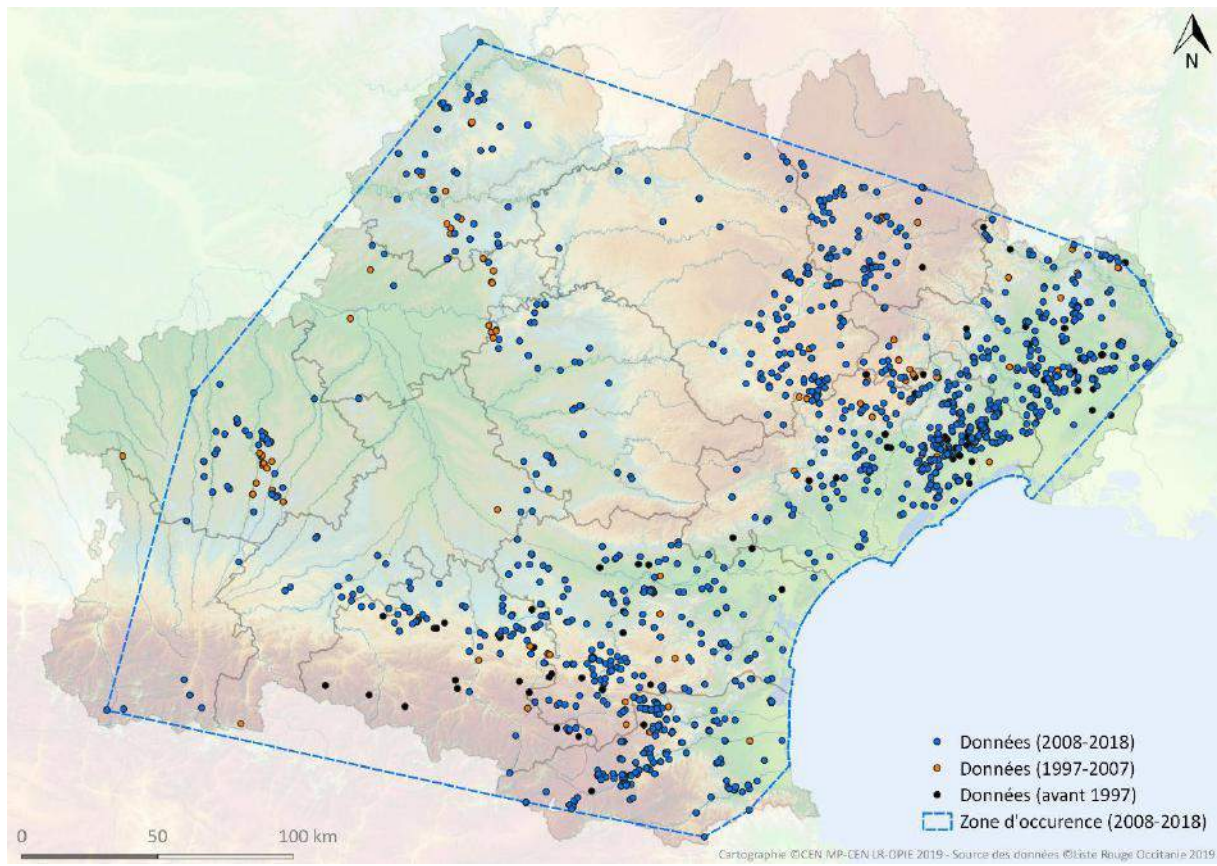 N
Données (2008-2018)
Données (1997-2007)
Données (avant 1997)
Zone d'occurence (2008-2018)
0 50 100 km
Cartographie ©CEN MP-CEN LR-OPIE 2019 - Source des données ©Liste Rouge Occitanie 2019